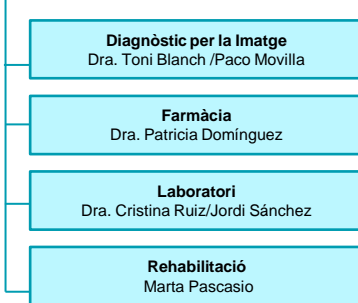 Diagnòstic per la Imatge
Dra. Toni Blanch /Paco Movilla
Farmàcia
Dra. Patricia Domínguez
Laboratori
Dra. Cristina Ruiz/Jordi Sánchez
Rehabilitació
Marta Pascasio